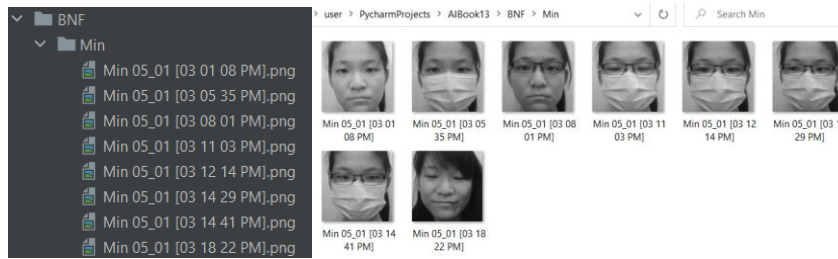 BNF
Min
Min 05_01 [03 01 08 PM].png
Min 05_01 [03 05 35 PM].png
Min 05_01 [03 08 01 PM].png
Min 05_01 [03 11 03 PM].png
Min 05_01 [03 12 14 PM].png
Min 05_01 [03 14 29 PM].png
Min 05_01 [03 14 41 PM].png
Min 05_01 [03 18 22 PM].png
> user > PycharmProjects > AIBook13 > BNF > Min
Search Min
Min 05_01 [03 01
08 PM]
Min 05_01 [03 05
35 PM]
Min 05_01 [03 08
01 PM]
Min 05_01 [03 11
03 PM]
Min 05_01 [03 12
14 PM]
Min 05_01 [03
29 PM]
Min 05_01 [03 14
41 PM]
Min 05_01 [03 18
22 PM]